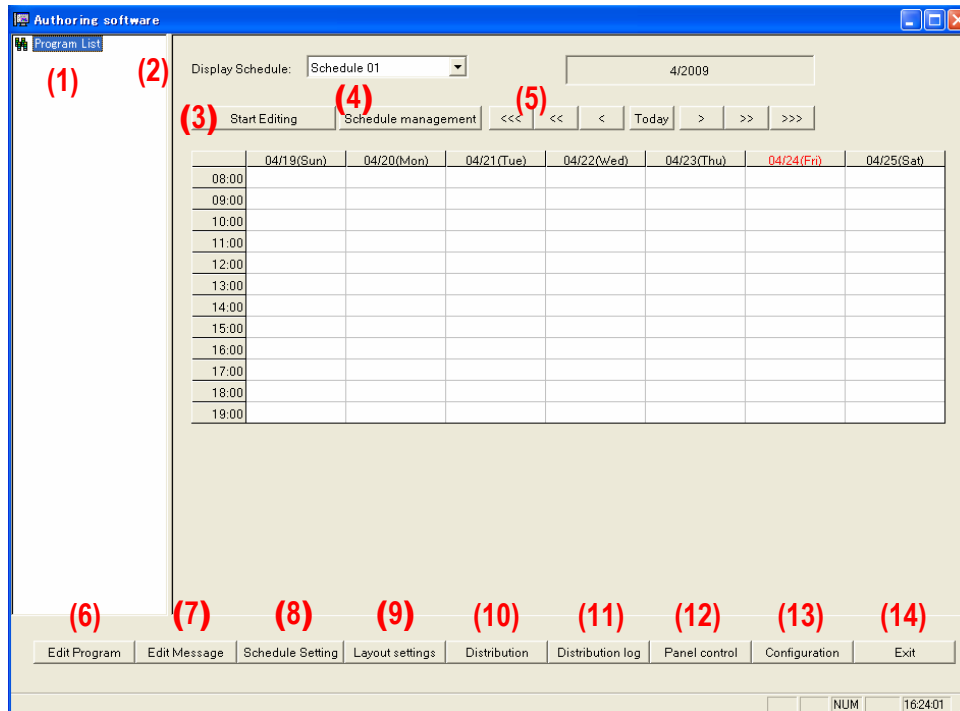 Authoring software
Program List
(1)
(2)
Display Schedule: Schedule 01
4/2009
(3)
(4)
(5)
Start Editing Schedule management <<< << < Today > >> >>>
04/19(Sun) 04/20(Mon) 04/21(Tue) 04/22(Wed) 04/23(Thu) 04/24(Fri) 04/25(Sat)
08:00
09:00
10:00
11:00
12:00
13:00
14:00
15:00
16:00
17:00
18:00
19:00
(6) (7) (8) (9) (10) (11) (12) (13) (14)
Edit Program Edit Message Schedule Setting Layout settings Distribution Distribution log Panel control Configuration Exit
NUM 16:24:01